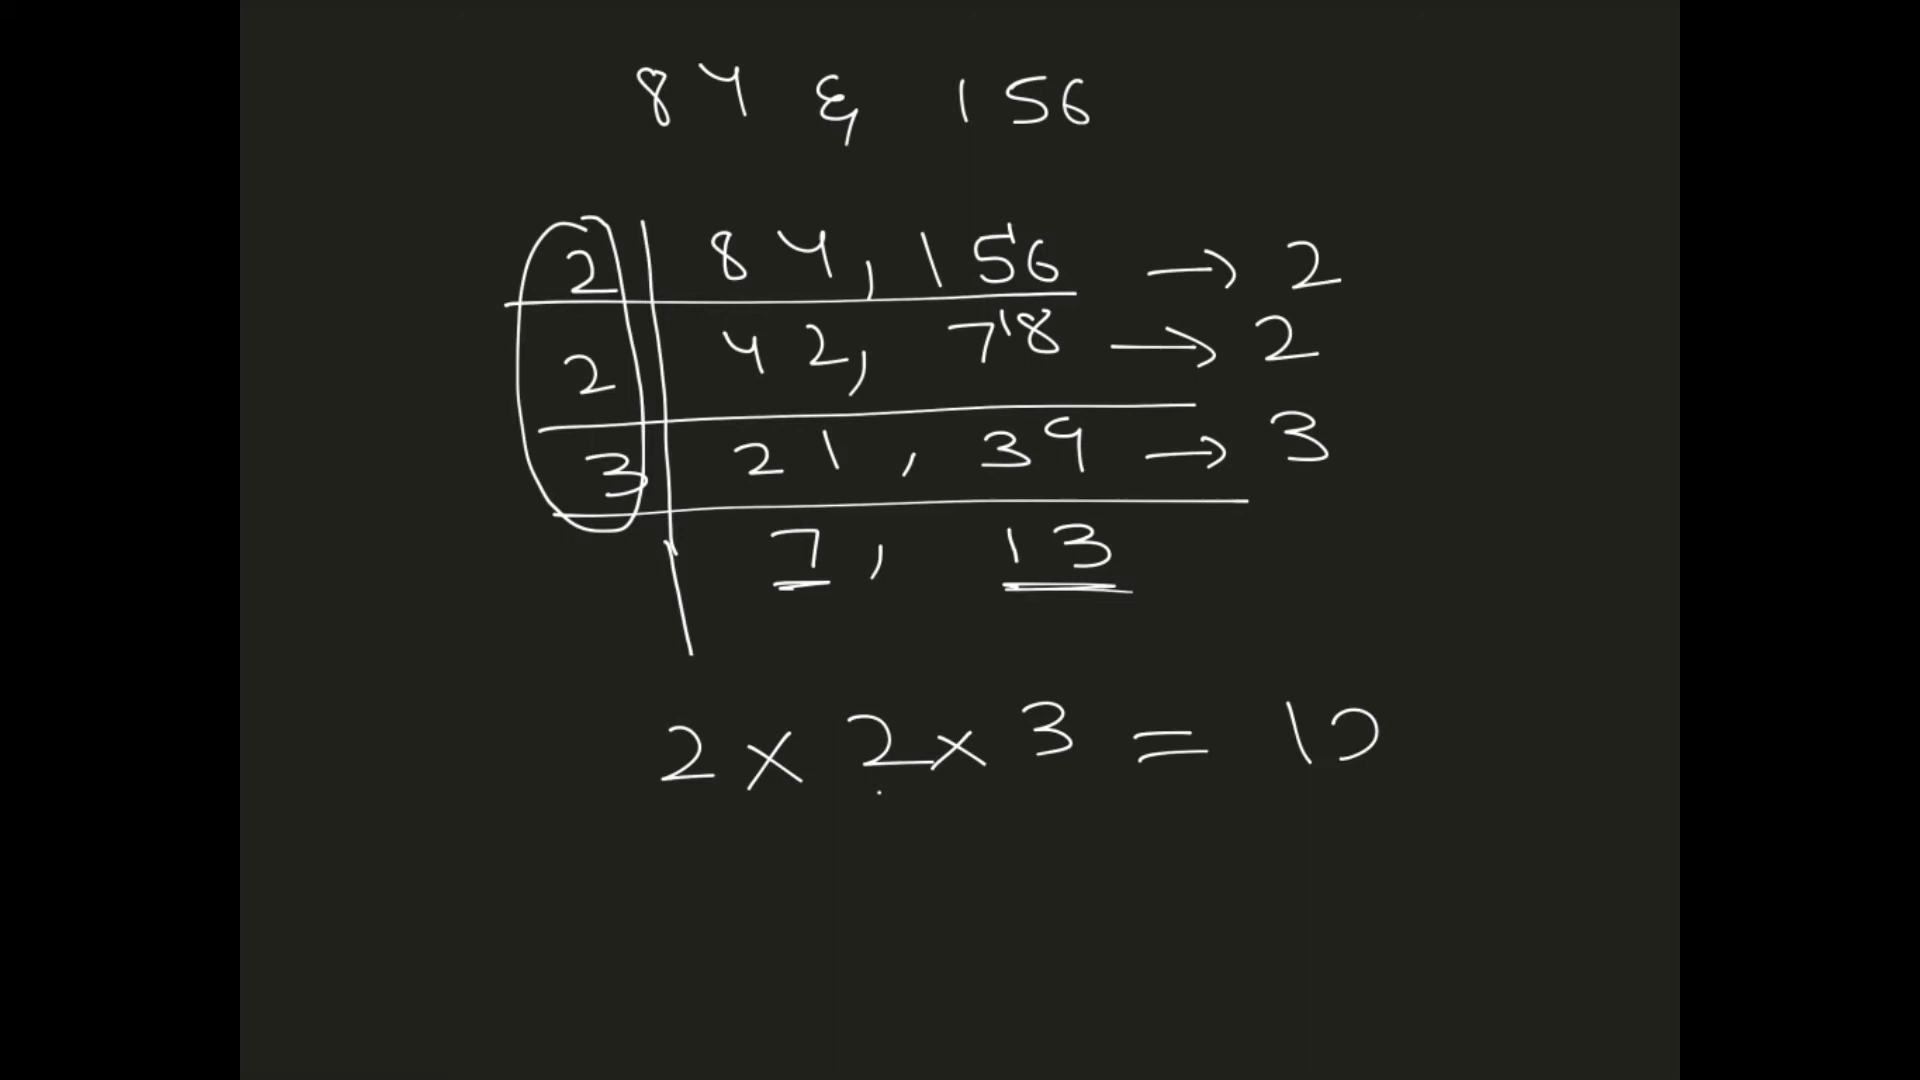 84 & 156
2 84, 156 → 2
2 42, 78 → 2
3 21, 39 → 3
7, 13
2 × 2 × 3 =